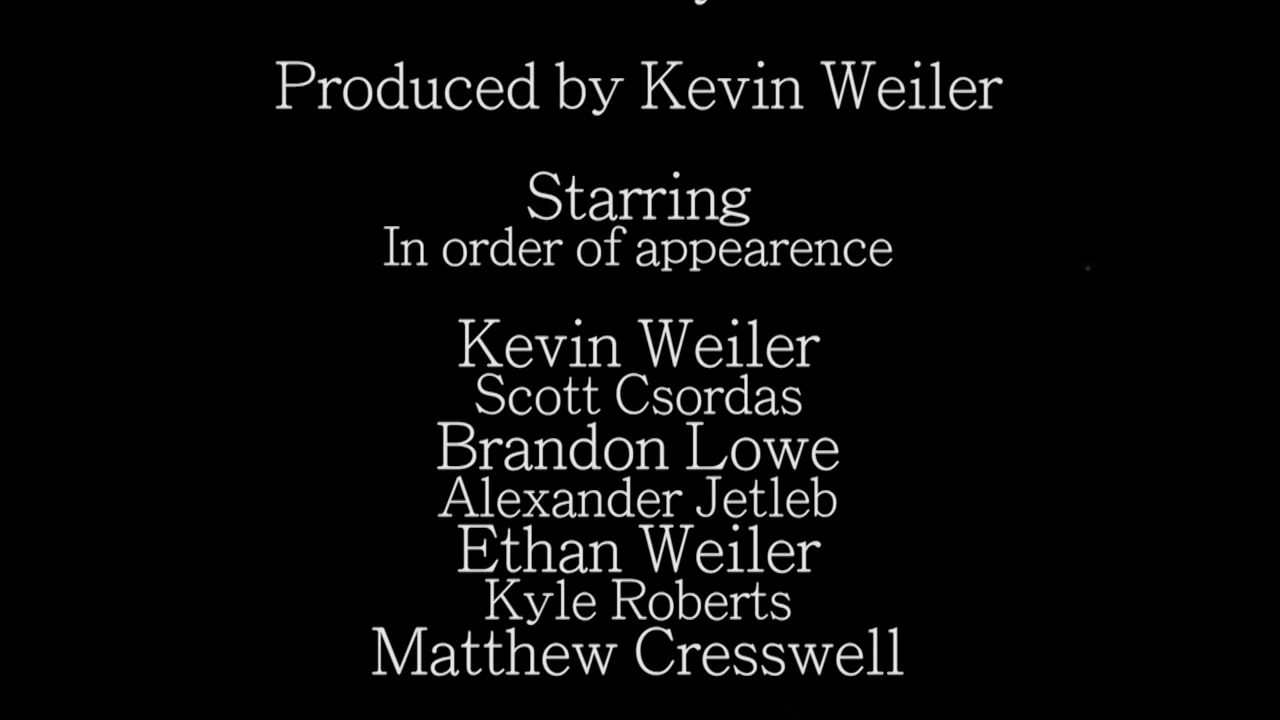 Produced by Kevin Weiler
Starring
In order of appearence
Kevin Weiler
Scott Csordas
Brandon Lowe
Alexander Jetleb
Ethan Weiler
Kyle Roberts
Matthew Cresswell